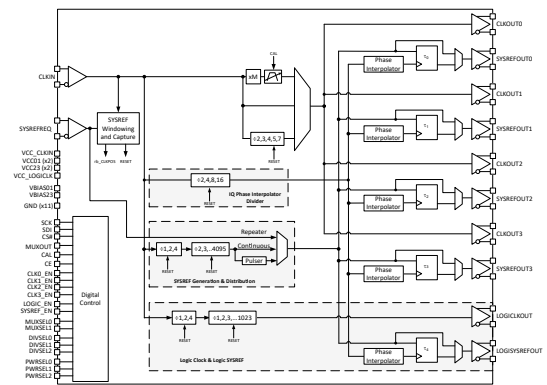 CLKIN
SYSREFREQ
VCC_CLKIN
VCC01 (x2)
VCC23 (x2)
VCC_LOGICLK
VBIAS01
VBIAS23
GND (x11)
SCK
SDI
CS#
MUXOUT
CAL
CE
CLK0_EN
CLK1_EN
CLK2_EN
CLK3_EN
LOGIC_EN
SYSREF_EN
MUXSEL0
MUXSEL1
DIVSEL0
DIVSEL1
DIVSEL2
PWRSEL0
PWRSEL1
PWRSEL2
Digital
Control
SYSREF
Windowing
and Capture
rb_CLKPOS
RESET
CAL
xM
÷2,3,4,5,7
÷2,4,8,16
RESET
IQ Phase Interpolator
Divider
Repeater
÷1,2,4
÷2,3,..4095
Continuous
Pulser
RESET
RESET
SYSREF Generation & Distribution
÷1,2,4
÷1,2,3,...1023
RESET
RESET
Logic Clock & Logic SYSREF
CLKOUT0
Phase
Interpolator
τ0
SYSREFOUT0
CLKOUT1
Phase
Interpolator
τ1
SYSREFOUT1
CLKOUT2
Phase
Interpolator
τ2
SYSREFOUT2
CLKOUT3
Phase
Interpolator
τ3
SYSREFOUT3
LOGICLKOUT
Phase
Interpolator
τ4
LOGISYSREFOUT